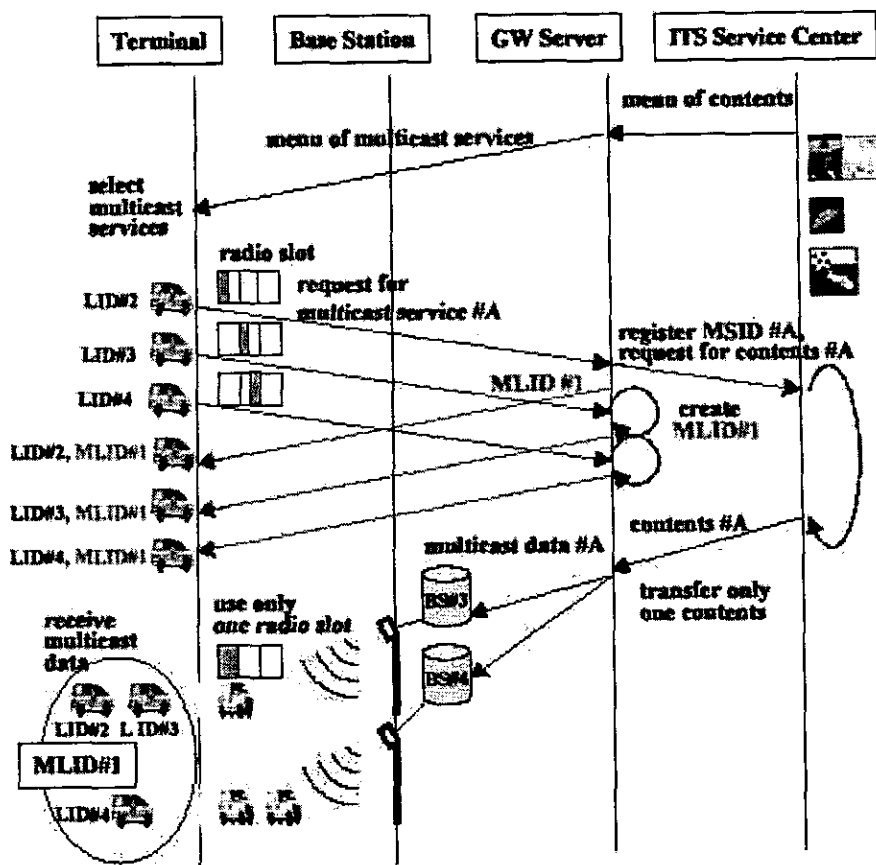 Terminal
Base Station
GW Server
ITS Service Center
menu of contents
menu of multicast services
select
multicast
services
radio slot
request for
multicast service #A
LID#2
LID#3
LID#4
register MSID #A,
request for contents #A
MLID #1
create
MLID#1
LID#2, MLID#1
LID#3, MLID#1
LID#4, MLID#1
contents #A
multicast data #A
transfer only
one contents
BS#3
BS#4
use only
one radio slot
receive
multicast
data
LID#2 LID#3
MLID#1
LID#4